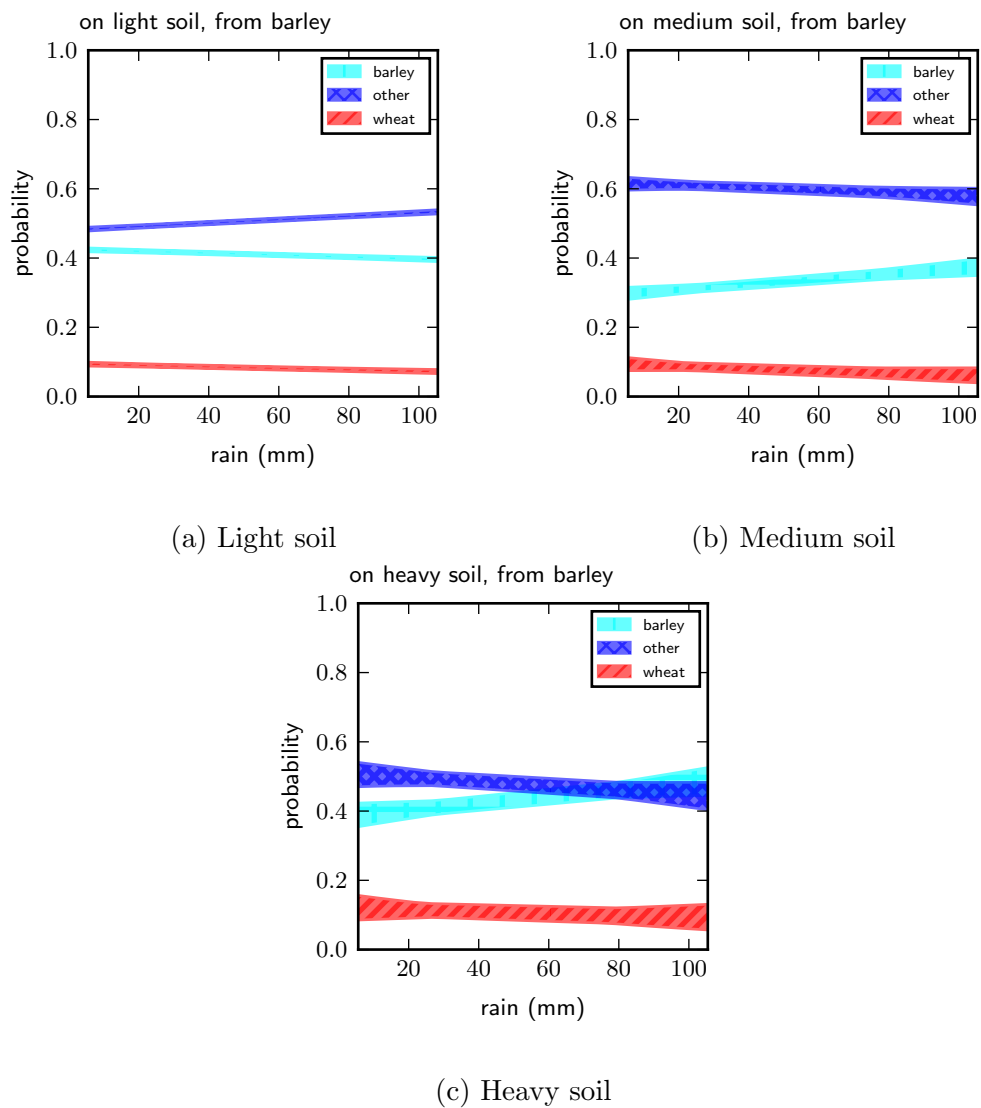 on light soil, from barley
1.0
0.8
0.6
0.4
0.2
0.0
probability
barley
other
wheat
20 40 60 80 100
rain (mm)
(a) Light soil
on medium soil, from barley
1.0
0.8
0.6
0.4
0.2
0.0
probability
barley
other
wheat
20 40 60 80 100
rain (mm)
(b) Medium soil
on heavy soil, from barley
1.0
0.8
0.6
0.4
0.2
0.0
probability
barley
other
wheat
20 40 60 80 100
rain (mm)
(c) Heavy soil